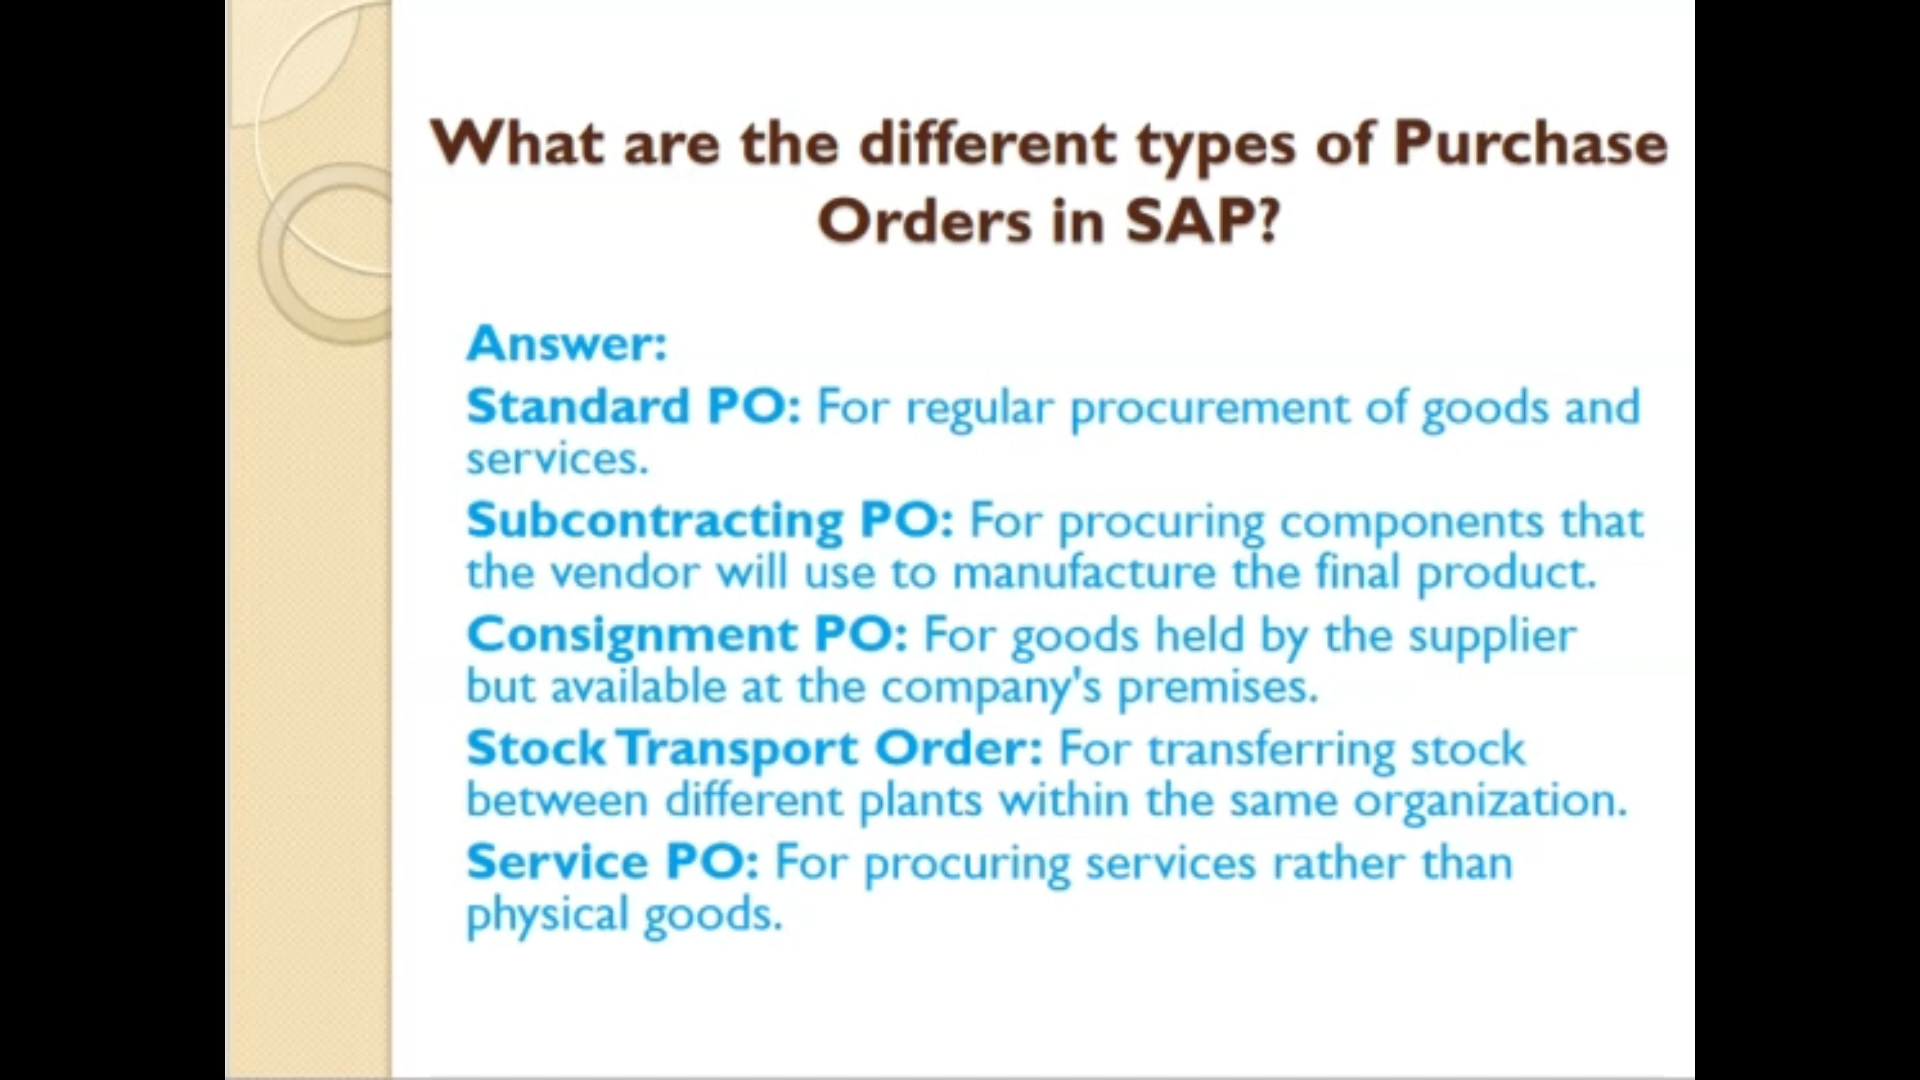 What are the different types of Purchase
Orders in SAP?
Answer:
Standard PO: For regular procurement of goods and
services.
Subcontracting PO: For procuring components that
the vendor will use to manufacture the final product.
Consignment PO: For goods held by the supplier
but available at the company's premises.
Stock Transport Order: For transferring stock
between different plants within the same organization.
Service PO: For procuring services rather than
physical goods.